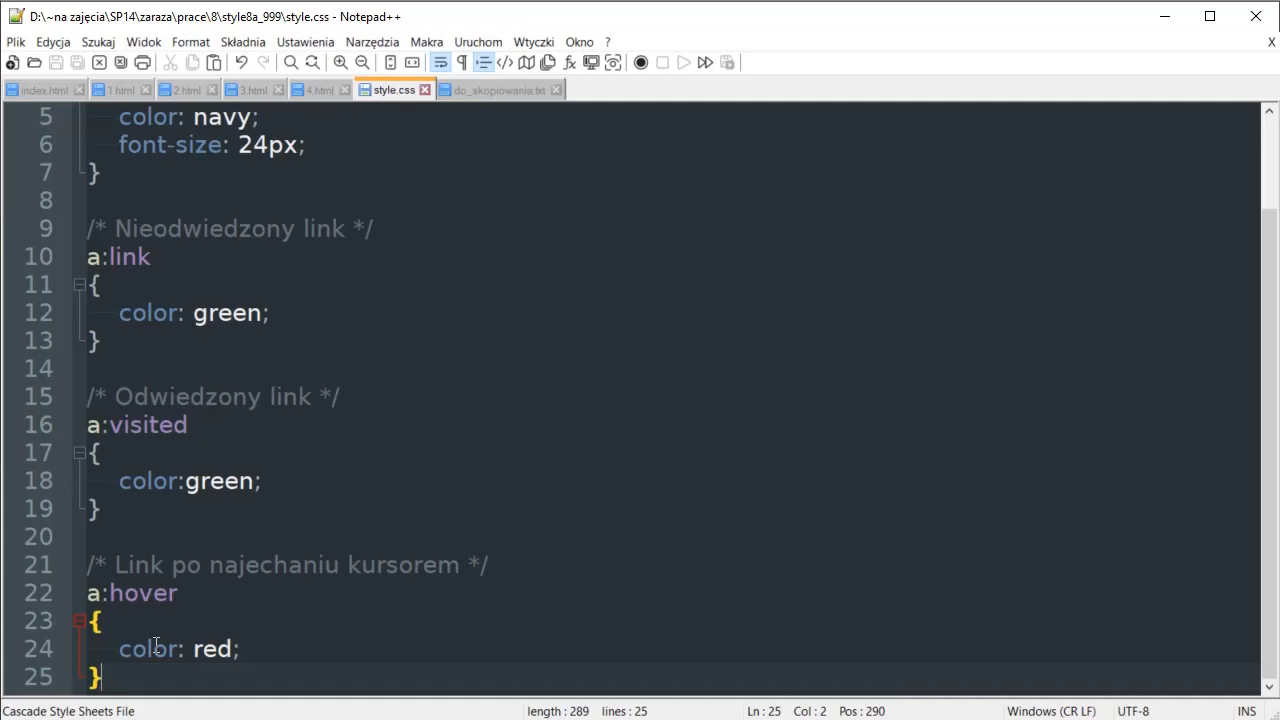 D:\~na zajęcia\SP14\zaraza\prace\8\style8a_999\style.css - Notepad++
Plik Edycja Szukaj Widok Format Składnia Ustawienia Narzędzia Makra Uruchom Wtyczki Okno ? X
index.html 1.html 2.html 3.html 4.html style.css do_skopiowania.txt
5 color: navy;
6 font-size: 24px;
7 }
8
9 /* Nieodwiedzony link */
10 a:link
11 {
12 color: green;
13 }
14
15 /* Odwiedzony link */
16 a:visited
17 {
18 color:green;
19 }
20
21 /* Link po najechaniu kursorem */
22 a:hover
23 {
24 color: red;
25 }
Cascade Style Sheets File length : 289 lines : 25 Ln : 25 Col : 2 Pos : 290 Windows (CR LF) UTF-8 INS